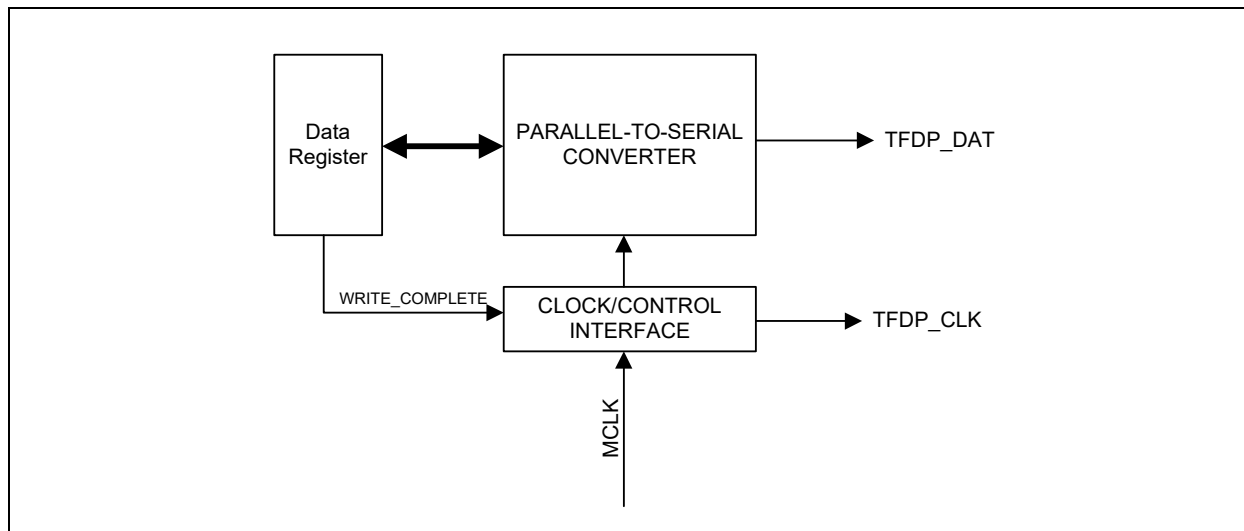 Data
Register
PARALLEL-TO-SERIAL
CONVERTER
TFDP_DAT
WRITE_COMPLETE
CLOCK/CONTROL
INTERFACE
TFDP_CLK
MCLK